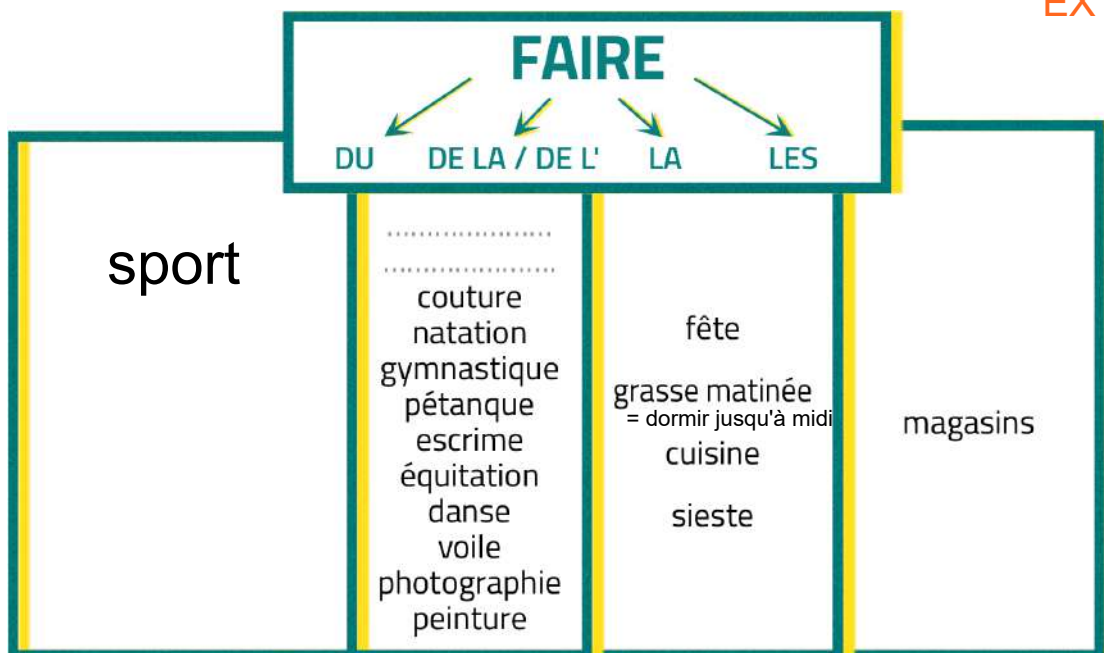 EX
FAIRE
DU DE LA / DE L' LA LES
sport
couture
natation
gymnastique
pétanque
escrime
équitation
danse
voile
photographie
peinture
fête
grasse matinée
= dormir jusqu'à midi
cuisine
sieste
magasins